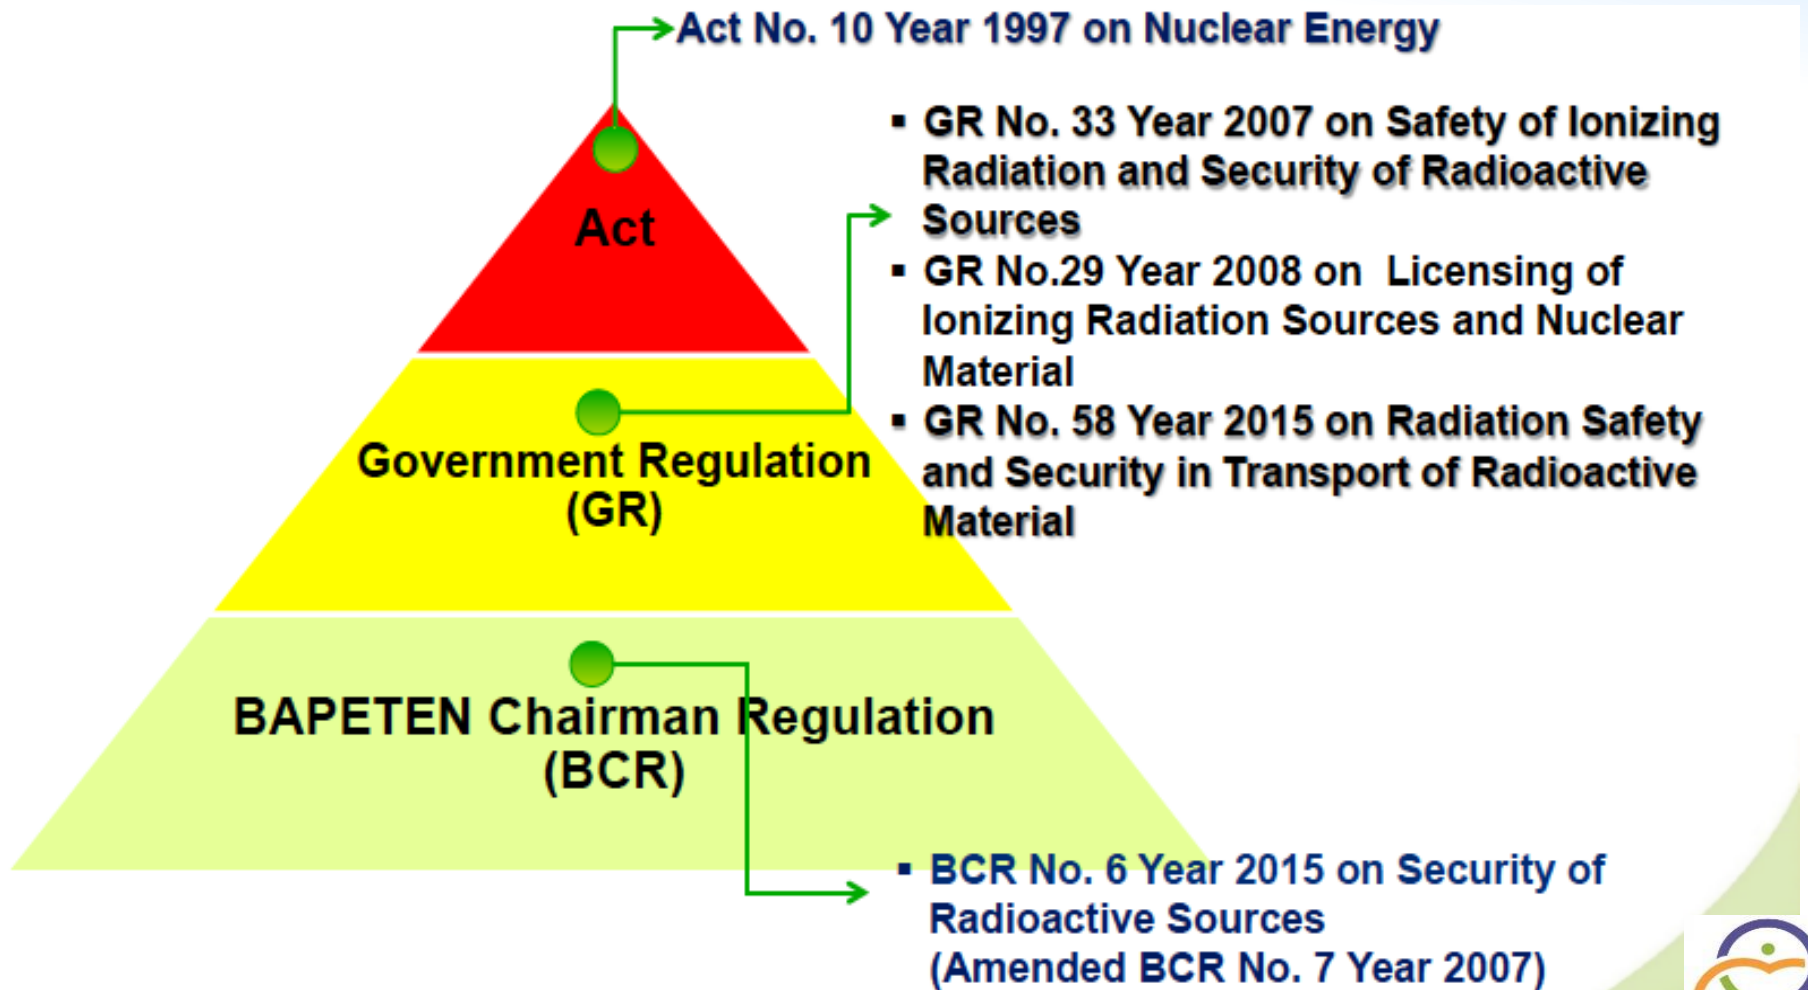 Act No. 10 Year 1997 on Nuclear Energy
▪ GR No. 33 Year 2007 on Safety of Ionizing
Radiation and Security of Radioactive
Sources
▪ GR No.29 Year 2008 on Licensing of
Ionizing Radiation Sources and Nuclear
Material
▪ GR No. 58 Year 2015 on Radiation Safety
and Security in Transport of Radioactive
Material
Act
Government Regulation
(GR)
BAPETEN Chairman Regulation
(BCR)
▪ BCR No. 6 Year 2015 on Security of
Radioactive Sources
(Amended BCR No. 7 Year 2007)